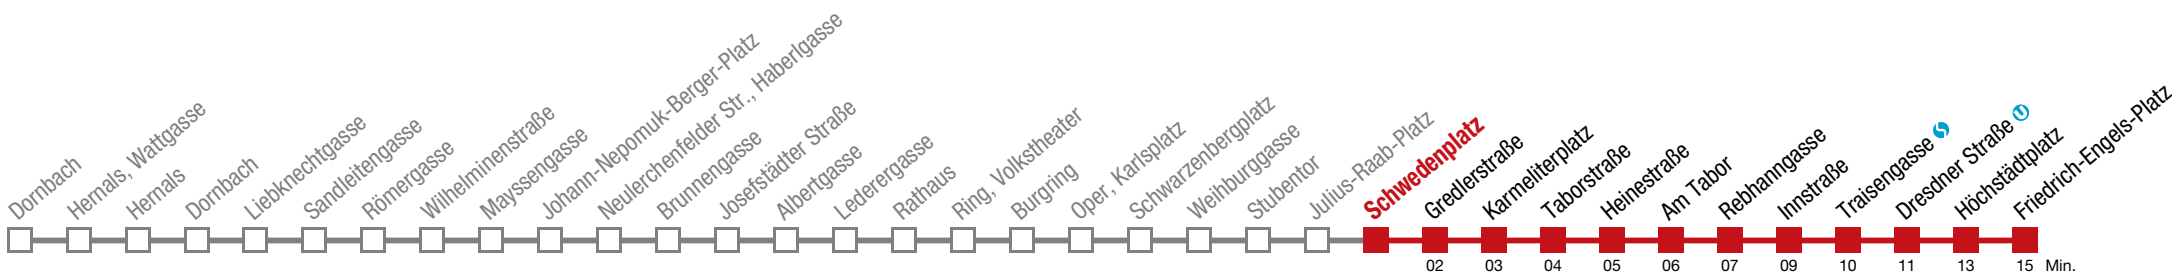 Dornbach
Hernals, Wattgasse
Hernals
Dornbach
Liebknechtgasse
Sandleitengasse
Römergasse
Wilhelminenstraße
Mayssengasse
Johann-Nepomuk-Berger-Platz
Neulerchenfelder Str., Haberlgasse
Brunnengasse
Josefstädter Straße
Albertgasse
Lederergasse
Rathaus
Ring, Volkstheater
Burgring
Oper, Karlsplatz
Schwarzenbergplatz
Weihburggasse
Stubentor
Julius-Raab-Platz
Schwedenplatz
Gredlerstraße
Karmeliterplatz
Taborstraße
Heinestraße
Am Tabor
Rebhanngasse
Innstraße
Traisengasse S
Dresdner Straße U
Höchstädtplatz
Friedrich-Engels-Platz
02 03 04 05 06 07 09 10 11 13 15 Min.